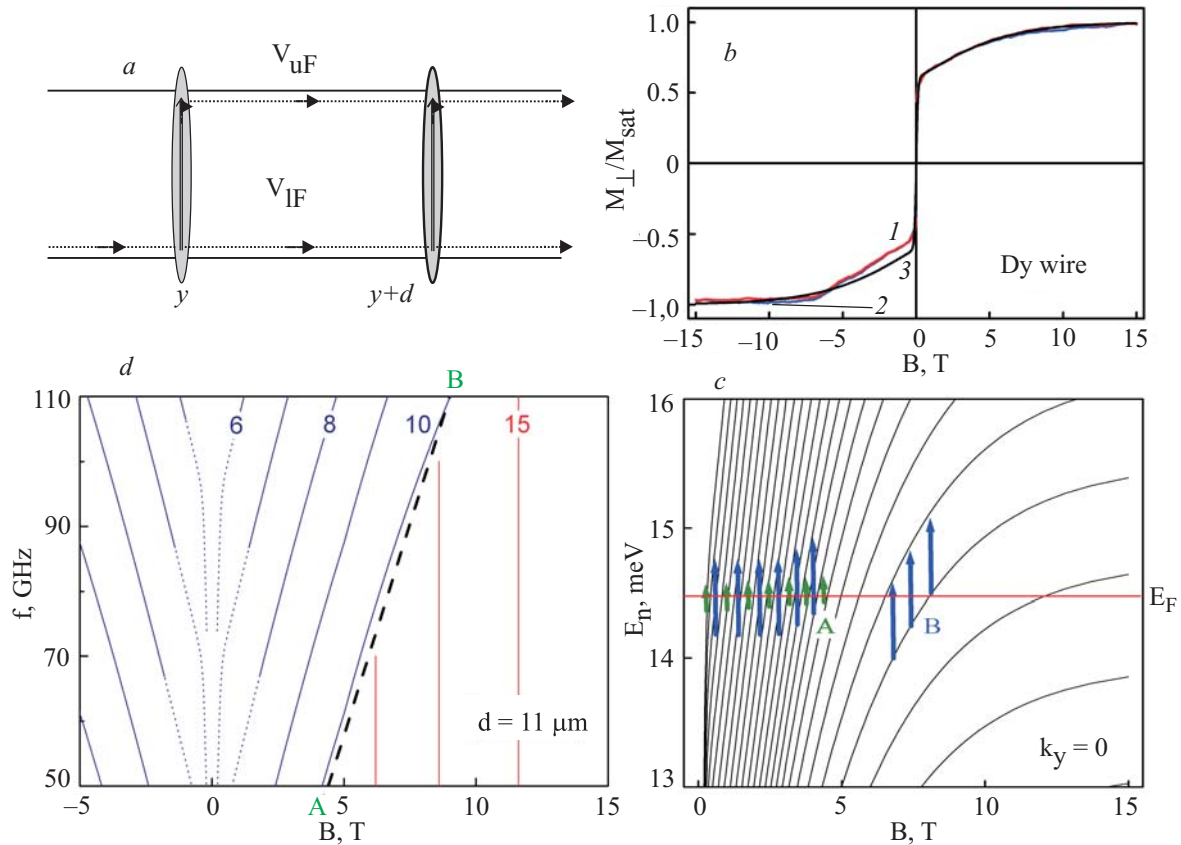 a
V_uF
V_lF
y
y+d
b
M_⊥/M_sat
1.0
0.5
0
−0.5
−1,0
1
3
2
Dy wire
−15
−10
−5
0
5
10
15
B, T
d
B
f, GHz
110
90
70
50
6
8
10
15
d = 11 μm
−5
0
5
10
15
A
B, T
c
E_n, meV
16
15
14
13
A
B
E_F
k_y = 0
0
5
10
15
B, T